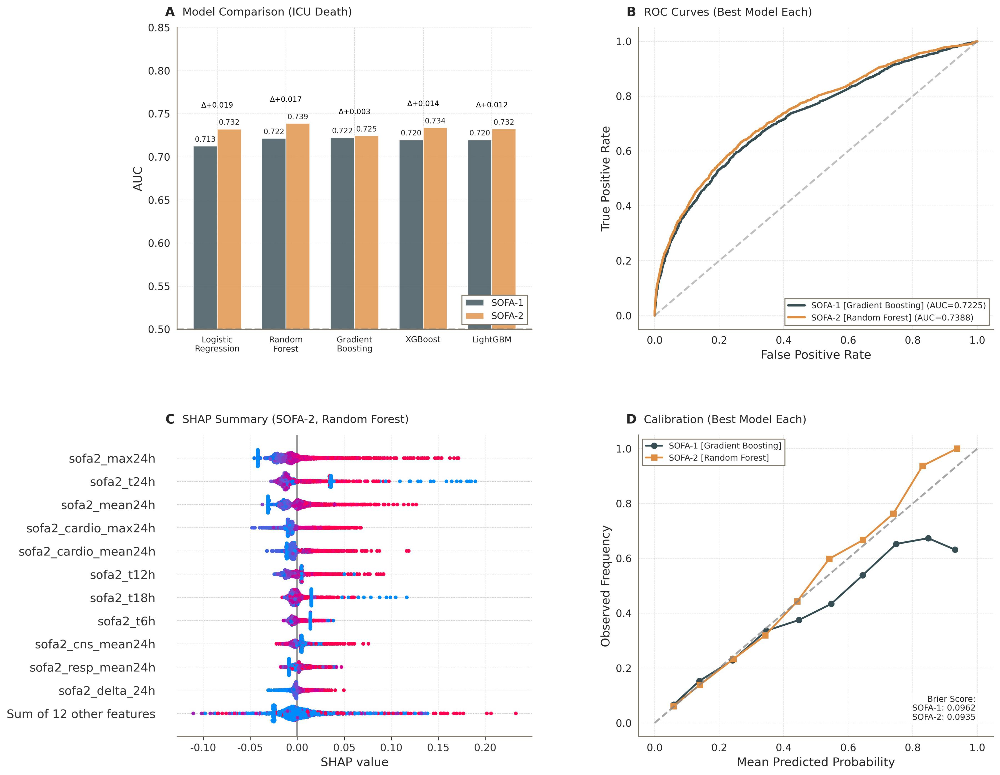 A Model Comparison (ICU Death)
0.85
0.80
0.75
0.70
0.65
0.60
0.55
0.50
AUC
Δ+0.019
Δ+0.017
Δ+0.003
Δ+0.014
Δ+0.012
0.713
0.732
0.722
0.739
0.722
0.725
0.720
0.734
0.720
0.732
SOFA-1
SOFA-2
Logistic
Regression
Random
Forest
Gradient
Boosting
XGBoost
LightGBM
B ROC Curves (Best Model Each)
1.0
0.8
0.6
0.4
0.2
0.0
True Positive Rate
SOFA-1 [Gradient Boosting] (AUC=0.7225)
SOFA-2 [Random Forest] (AUC=0.7388)
0.0 0.2 0.4 0.6 0.8 1.0
False Positive Rate
C SHAP Summary (SOFA-2, Random Forest)
sofa2_max24h
sofa2_t24h
sofa2_mean24h
sofa2_cardio_max24h
sofa2_cardio_mean24h
sofa2_t12h
sofa2_t18h
sofa2_t6h
sofa2_cns_mean24h
sofa2_resp_mean24h
sofa2_delta_24h
Sum of 12 other features
-0.10 -0.05 0.00 0.05 0.10 0.15 0.20
SHAP value
D Calibration (Best Model Each)
SOFA-1 [Gradient Boosting]
SOFA-2 [Random Forest]
1.0
0.8
0.6
0.4
0.2
0.0
Observed Frequency
Brier Score:
SOFA-1: 0.0962
SOFA-2: 0.0935
0.0 0.2 0.4 0.6 0.8 1.0
Mean Predicted Probability